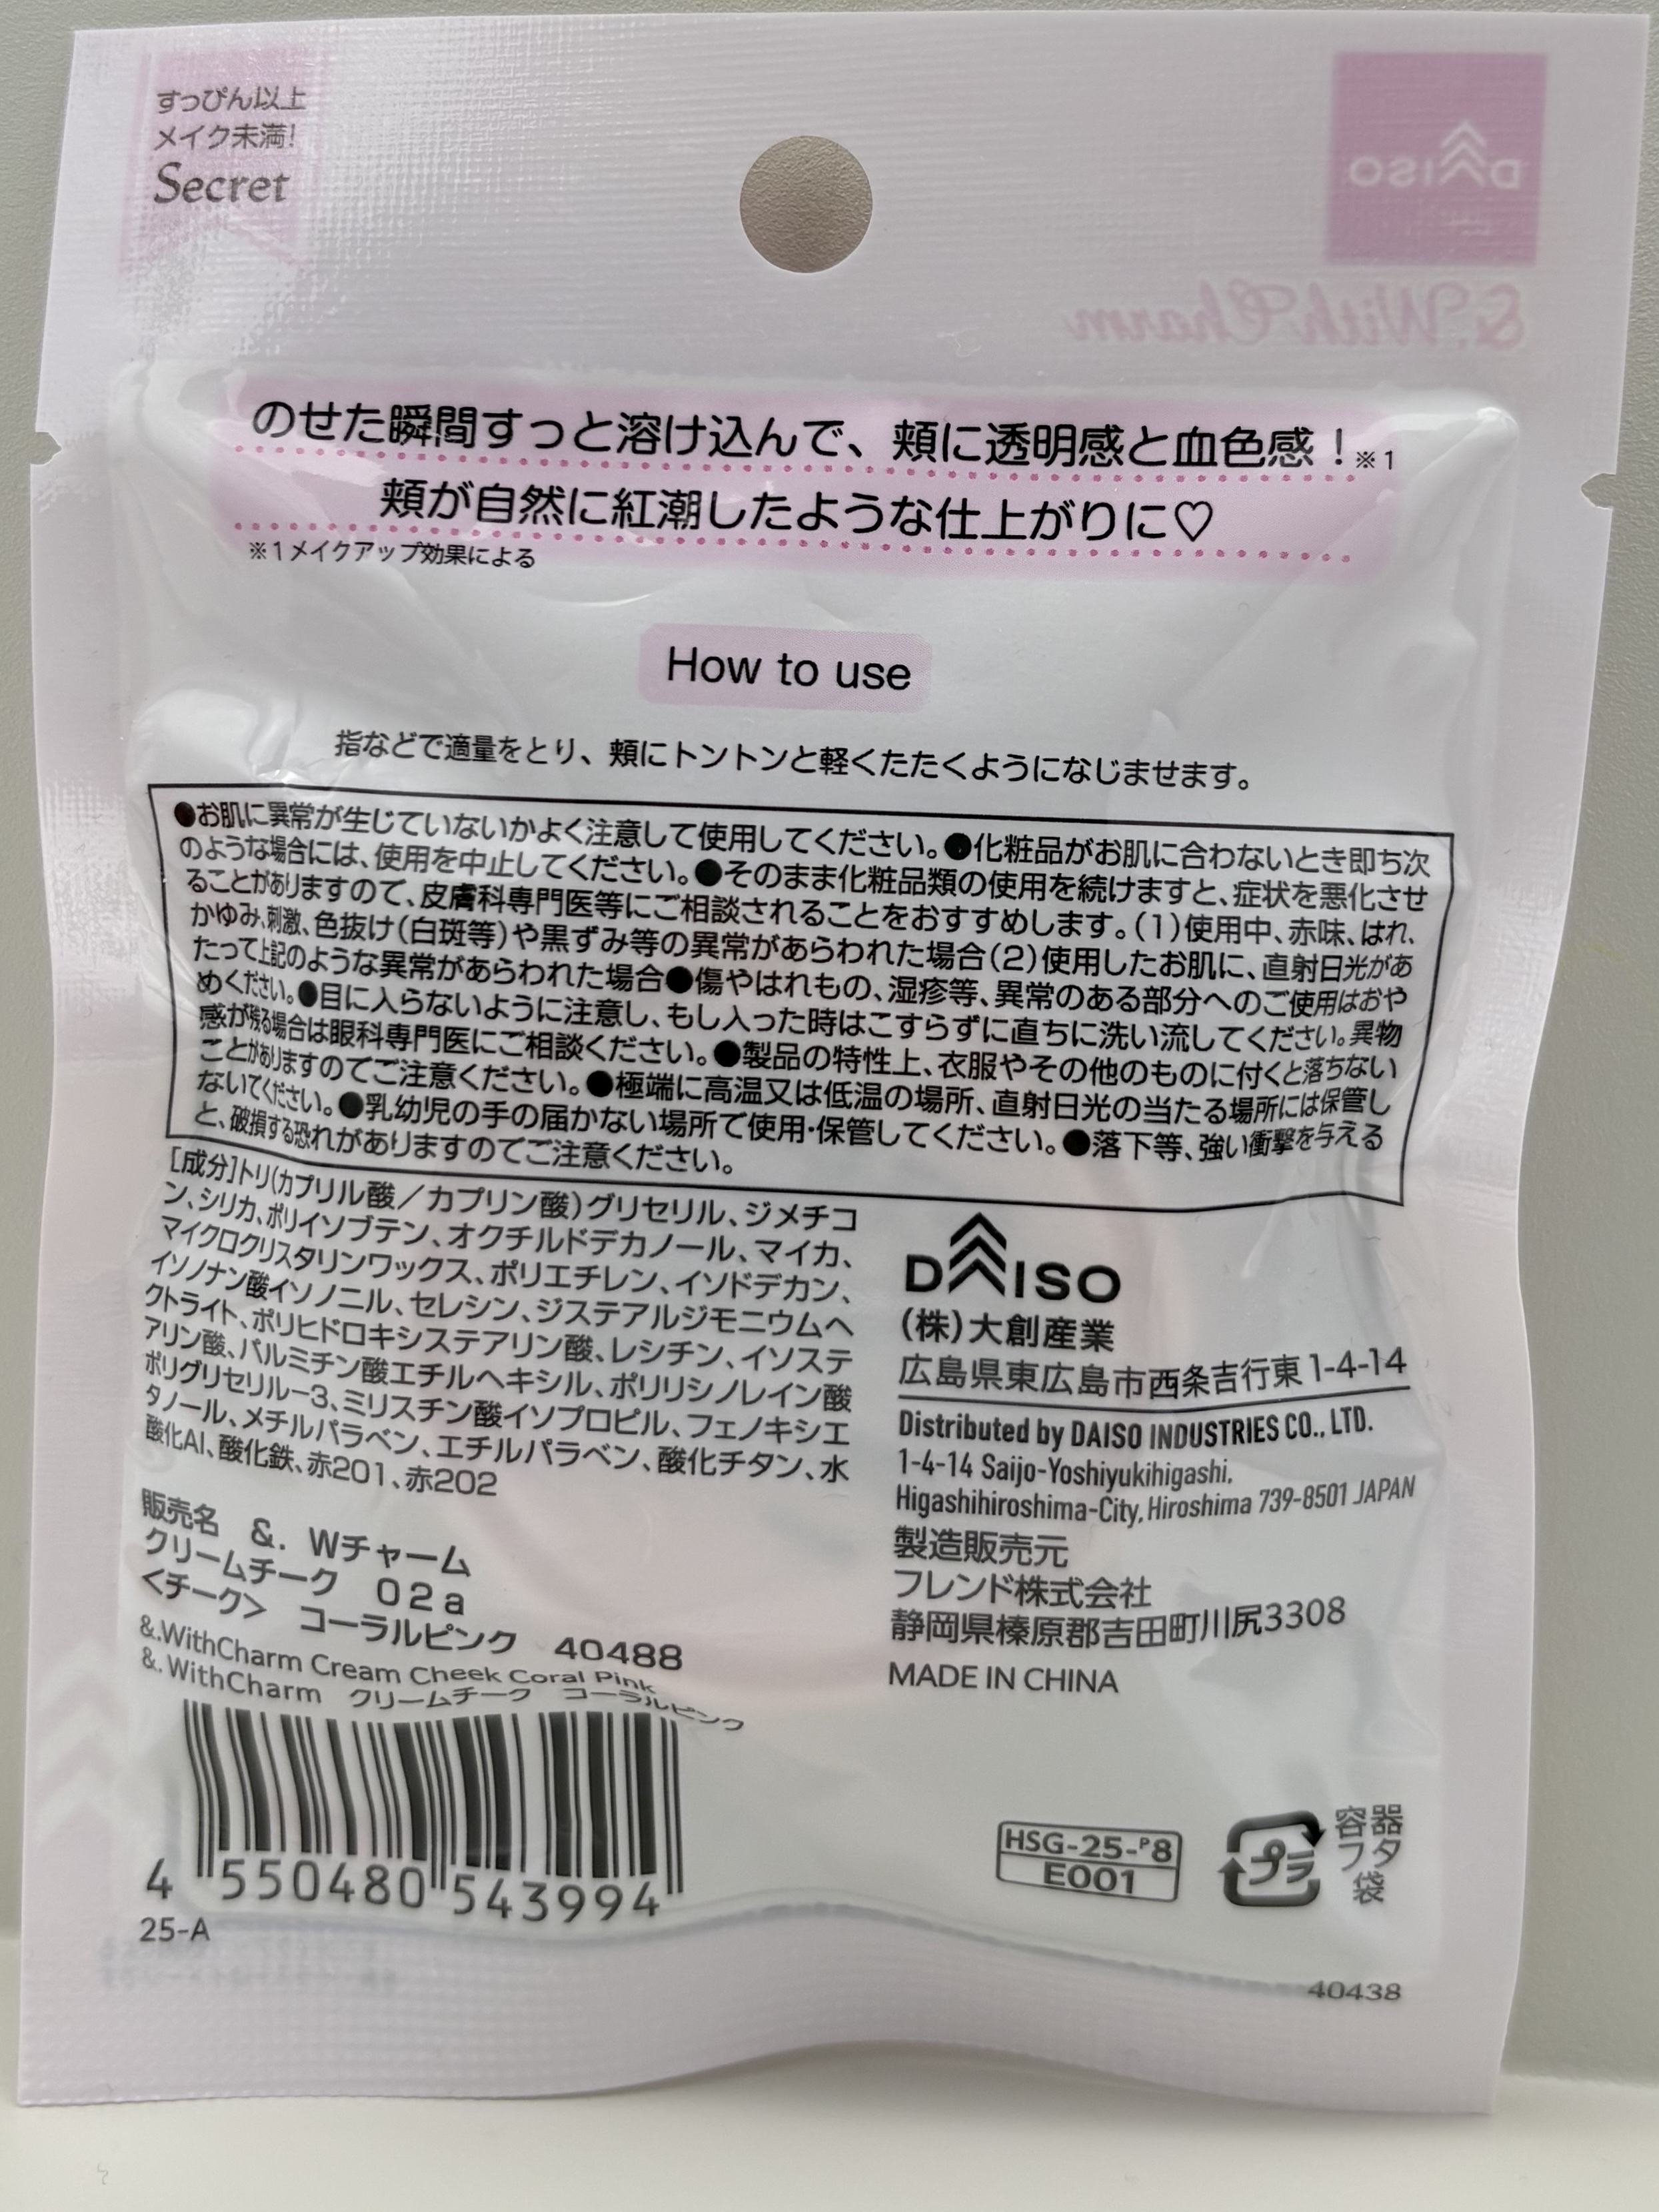 すっぴん以上
メイク未満!
Secret
DAISO
&.WithCharm
のせた瞬間すっと溶け込んで、頬に透明感と血色感!※1
頬が自然に紅潮したような仕上がりに♡
※1メイクアップ効果による
How to use
指などで適量をとり、頬にトントンと軽くたたくようになじませます。
●お肌に異常が生じていないかよく注意して使用してください。●化粧品がお肌に合わないとき即ち次
のような場合には、使用を中止してください。●そのまま化粧品類の使用を続けますと、症状を悪化させ
ることがありますので、皮膚科専門医等にご相談されることをおすすめします。(1)使用中、赤味、はれ、
かゆみ、刺激、色抜け(白斑等)や黒ずみ等の異常があらわれた場合(2)使用したお肌に、直射日光があ
たって上記のような異常があらわれた場合●傷やはれもの、湿疹等、異常のある部分へのご使用はおや
めください。●目に入らないように注意し、もし入った時はこすらずに直ちに洗い流してください。異物
感が残る場合は眼科専門医にご相談ください。●製品の特性上、衣服やその他のものに付くと落ちない
ことがありますのでご注意ください。●極端に高温又は低温の場所、直射日光の当たる場所には保管し
ないでください。●乳幼児の手の届かない場所で使用・保管してください。●落下等、強い衝撃を与える
と、破損する恐れがありますのでご注意ください。
[成分]トリ(カプリル酸/カプリン酸)グリセリル、ジメチコ
ン、シリカ、ポリイソブテン、オクチルドデカノール、マイカ、
マイクロクリスタリンワックス、ポリエチレン、イソドデカン、
イソノナン酸イソノニル、セレシン、ジステアルジモニウムヘ
クトライト、ポリヒドロキシステアリン酸、レシチン、イソステ
アリン酸、パルミチン酸エチルヘキシル、ポリリシノレイン酸
ポリグリセリル-3、ミリスチン酸イソプロピル、フェノキシエ
タノール、メチルパラベン、エチルパラベン、酸化チタン、水
酸化Al、酸化鉄、赤201、赤202
販売名 &. Wチャーム
クリームチーク 02a
<チーク> コーラルピンク 40488
&.WithCharm Cream Cheek Coral Pink
&.WithCharm クリームチーク コーラルピンク
4 550480 543994
25-A
DAISO
(株)大創産業
広島県東広島市西条吉行東1-4-14
Distributed by DAISO INDUSTRIES CO., LTD.
1-4-14 Saijo-Yoshiyukihigashi,
Higashihiroshima-City, Hiroshima 739-8501 JAPAN
製造販売元
フレンド株式会社
静岡県榛原郡吉田町川尻3308
MADE IN CHINA
HSG-25-P8
E001
プラ
容器
フタ
袋
40438